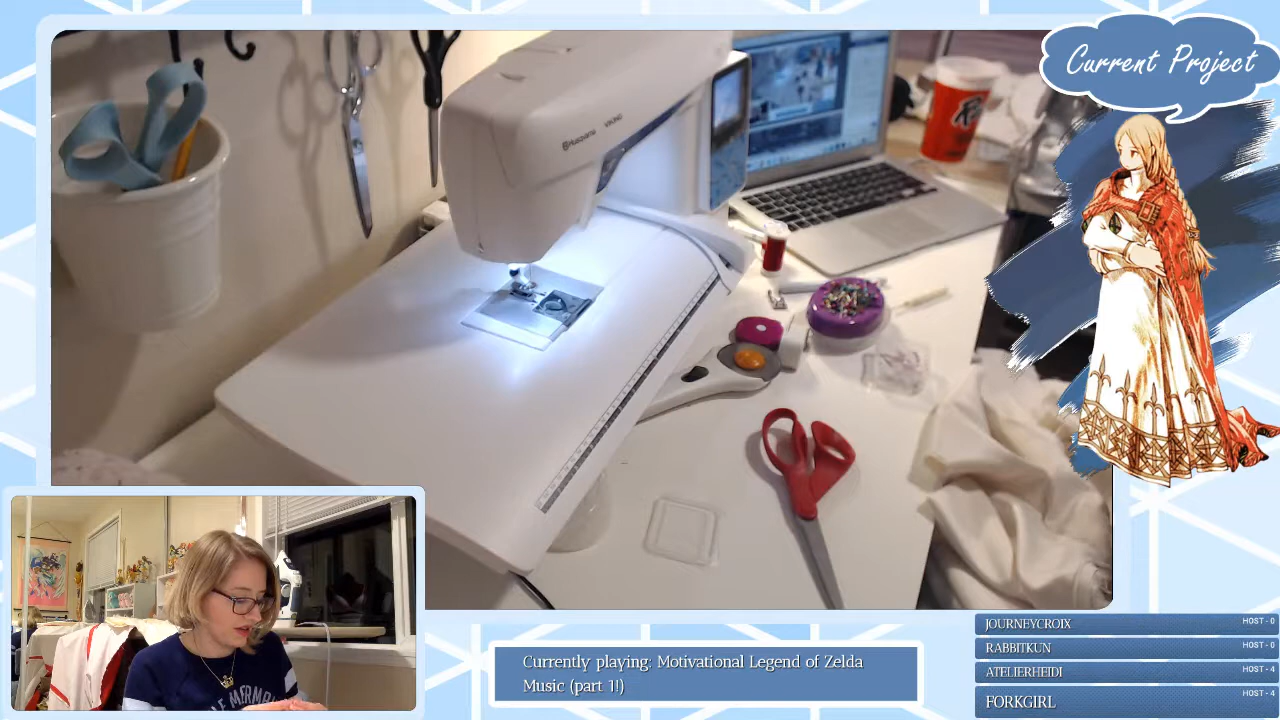 Current Project
Husqvarna VIKING
Currently playing: Motivational Legend of Zelda
Music (part 1!)
JOURNEYCROIX HOST - 0
RABBITKUN HOST - 0
ATELIERHEIDI HOST - 4
FORKGIRL HOST - 4